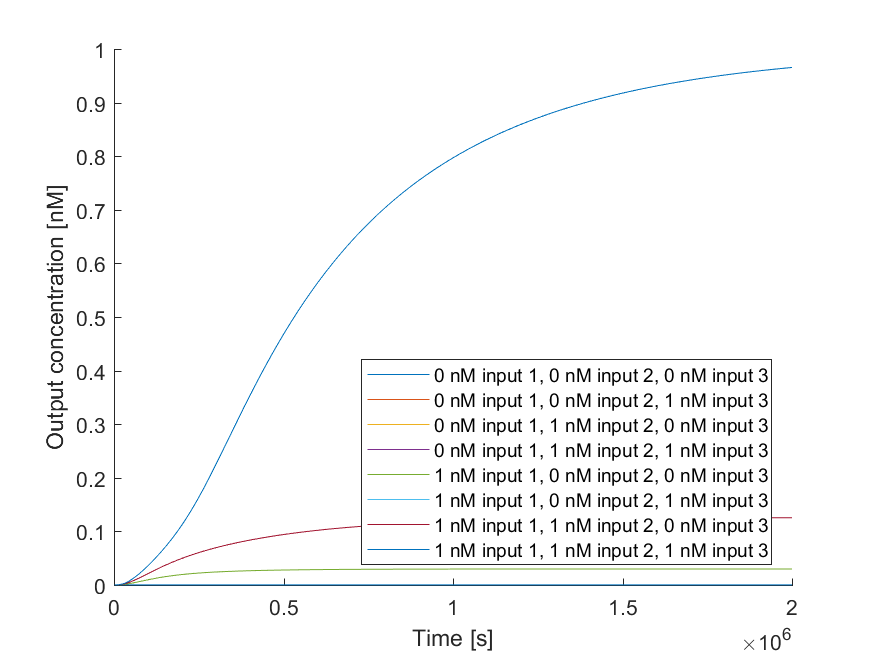 1
0.9
0.8
0.7
0.6
0.5
0.4
0.3
0.2
0.1
0
Output concentration [nM]
0 nM input 1, 0 nM input 2, 0 nM input 3
0 nM input 1, 0 nM input 2, 1 nM input 3
0 nM input 1, 1 nM input 2, 0 nM input 3
0 nM input 1, 1 nM input 2, 1 nM input 3
1 nM input 1, 0 nM input 2, 0 nM input 3
1 nM input 1, 0 nM input 2, 1 nM input 3
1 nM input 1, 1 nM input 2, 0 nM input 3
1 nM input 1, 1 nM input 2, 1 nM input 3
0 0.5 1 1.5 2
Time [s]
×10⁶